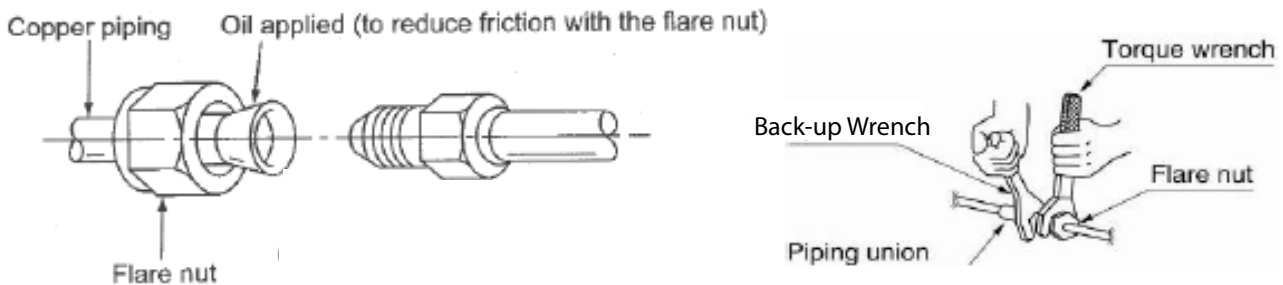 Copper piping
Oil applied (to reduce friction with the flare nut)
Flare nut
Torque wrench
Back-up Wrench
Flare nut
Piping union